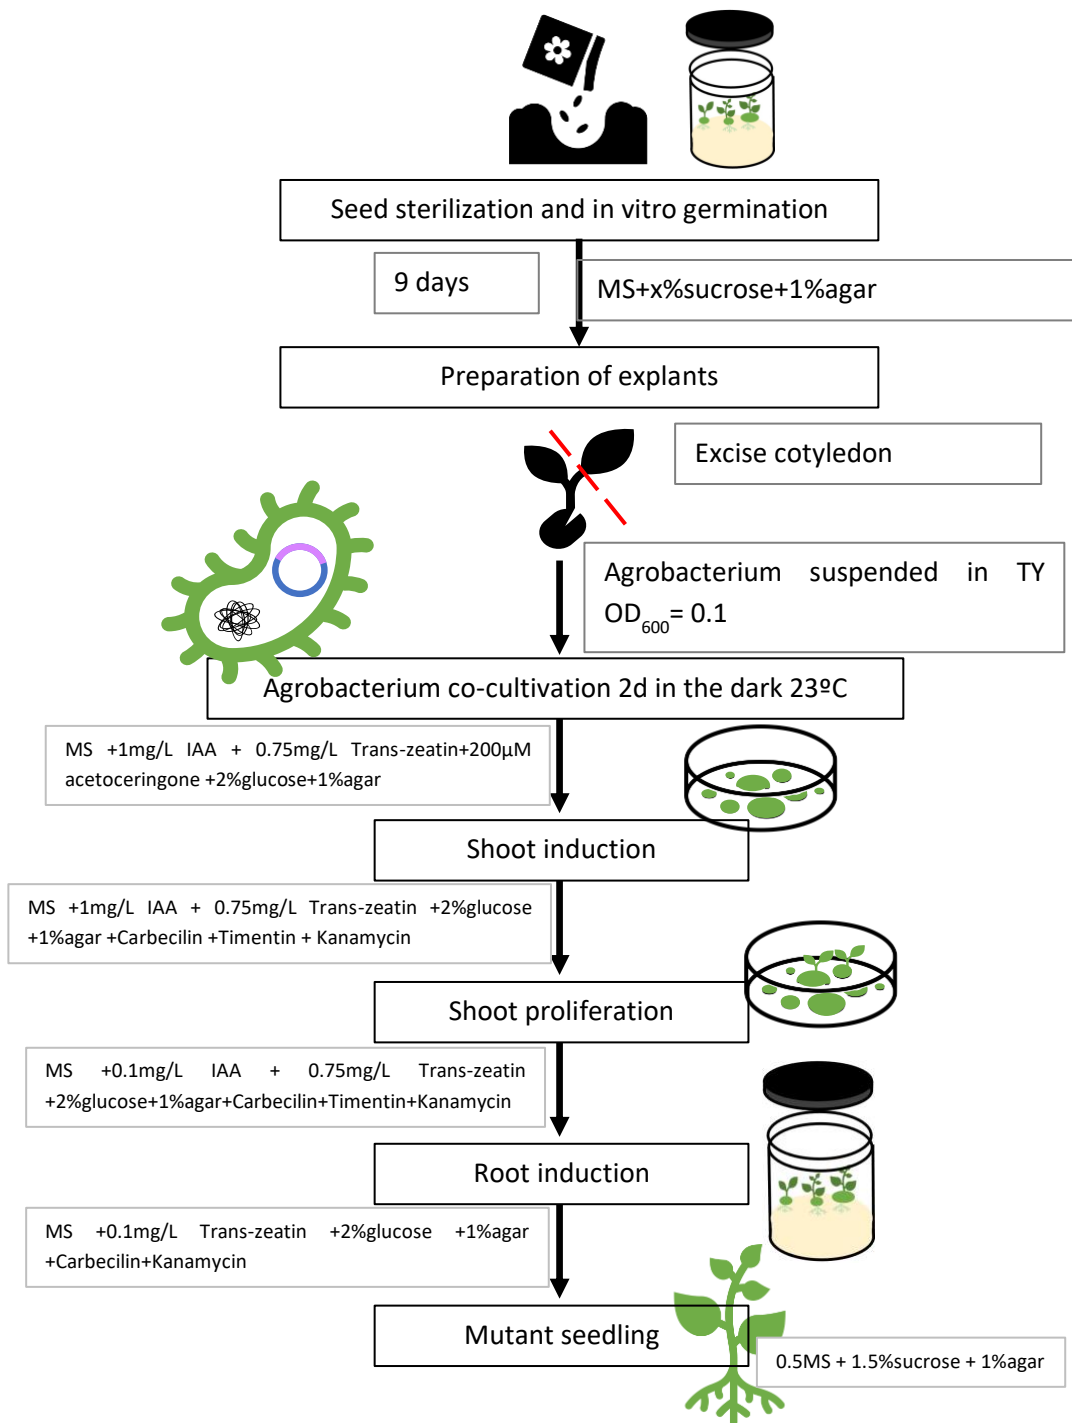 Seed sterilization and in vitro germination
9 days
MS+x%sucrose+1%agar
Preparation of explants
Excise cotyledon
Agrobacterium suspended in TY
OD600= 0.1
Agrobacterium co-cultivation 2d in the dark 23ºC
MS +1mg/L IAA + 0.75mg/L Trans-zeatin+200µM
acetoceringone +2%glucose+1%agar
Shoot induction
MS +1mg/L IAA + 0.75mg/L Trans-zeatin +2%glucose
+1%agar +Carbecilin +Timentin + Kanamycin
Shoot proliferation
MS +0.1mg/L IAA + 0.75mg/L Trans-zeatin
+2%glucose+1%agar+Carbecilin+Timentin+Kanamycin
Root induction
MS +0.1mg/L Trans-zeatin +2%glucose +1%agar
+Carbecilin+Kanamycin
Mutant seedling
0.5MS + 1.5%sucrose + 1%agar